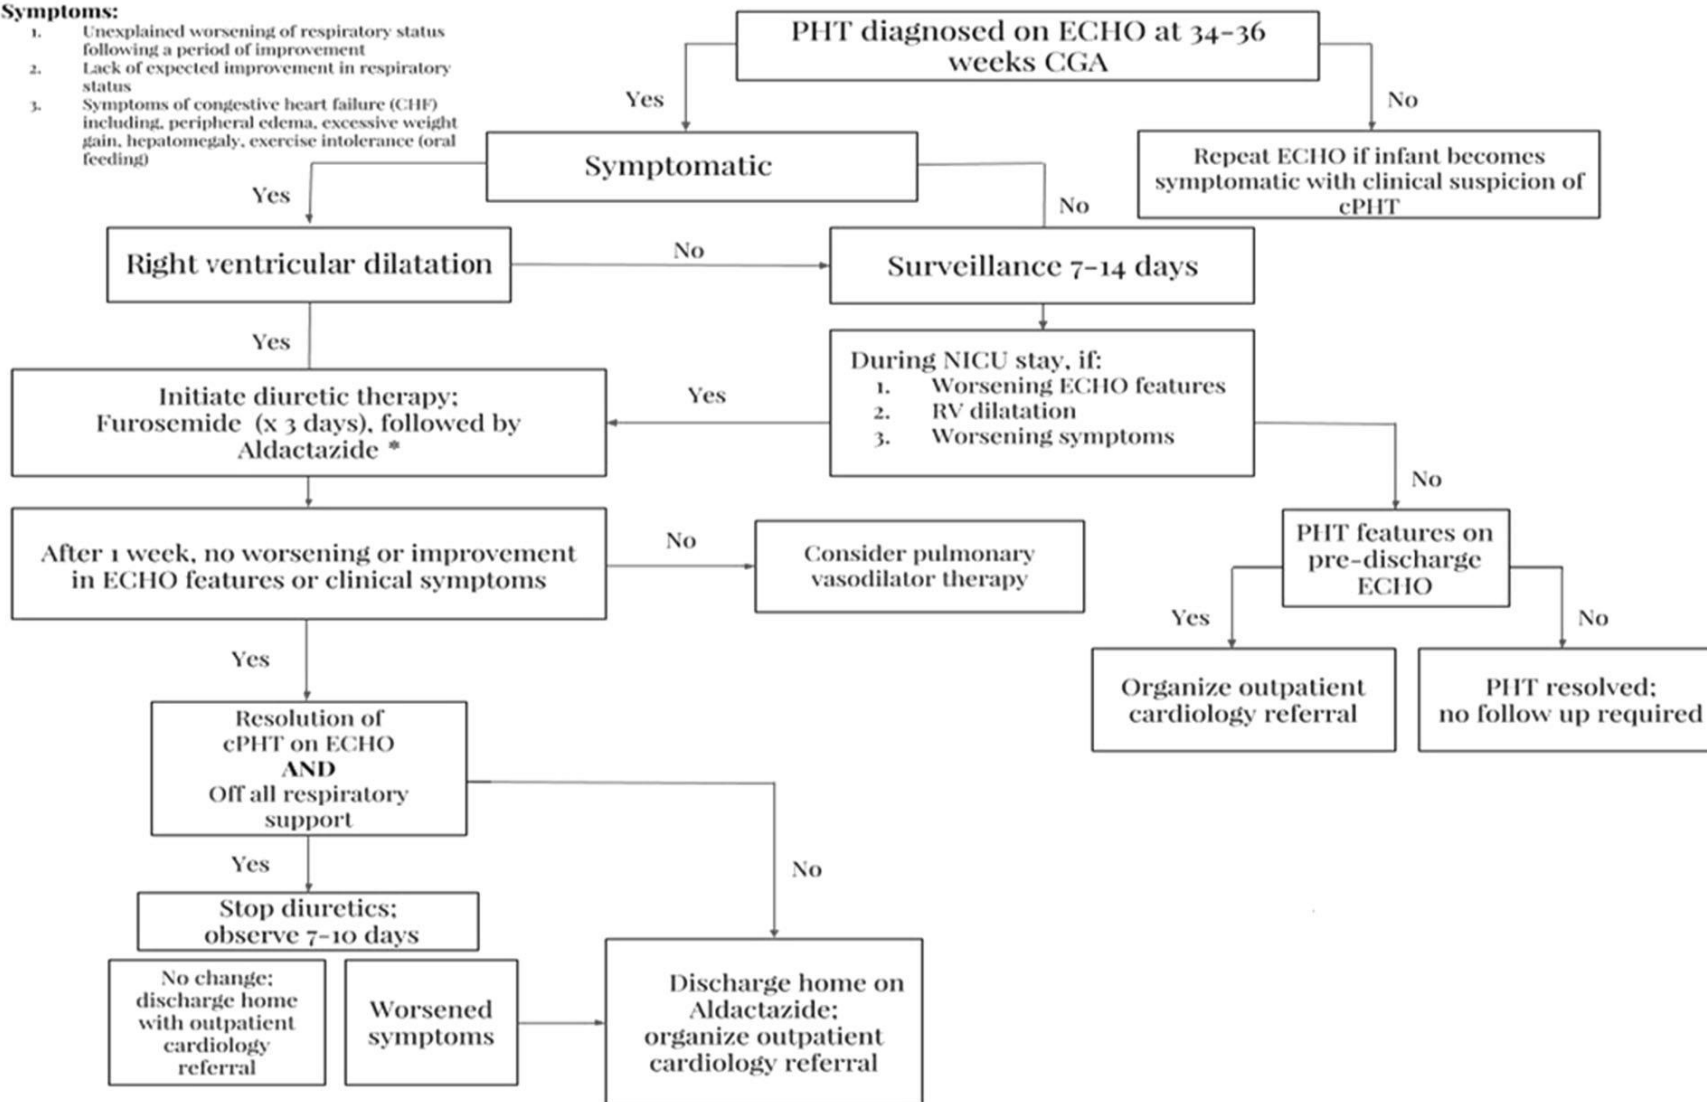 Symptoms:
1. Unexplained worsening of respiratory status
following a period of improvement
2. Lack of expected improvement in respiratory
status
3. Symptoms of congestive heart failure (CHF)
including, peripheral edema, excessive weight
gain, hepatomegaly, exercise intolerance (oral
feeding)
PHT diagnosed on ECHO at 34-36
weeks CGA
Yes
No
Symptomatic
Repeat ECHO if infant becomes
symptomatic with clinical suspicion of
cPHT
Yes
No
Right ventricular dilatation
No
Surveillance 7-14 days
Yes
Initiate diuretic therapy;
Furosemide (x 3 days), followed by
Aldactazide *
Yes
During NICU stay, if:
1. Worsening ECHO features
2. RV dilatation
3. Worsening symptoms
No
After 1 week, no worsening or improvement
in ECHO features or clinical symptoms
No
Consider pulmonary
vasodilator therapy
PHT features on
pre-discharge
ECHO
Yes
No
Organize outpatient
cardiology referral
PHT resolved;
no follow up required
Yes
Resolution of
cPHT on ECHO
AND
Off all respiratory
support
Yes
No
Stop diuretics;
observe 7-10 days
No change;
discharge home
with outpatient
cardiology
referral
Worsened
symptoms
Discharge home on
Aldactazide;
organize outpatient
cardiology referral